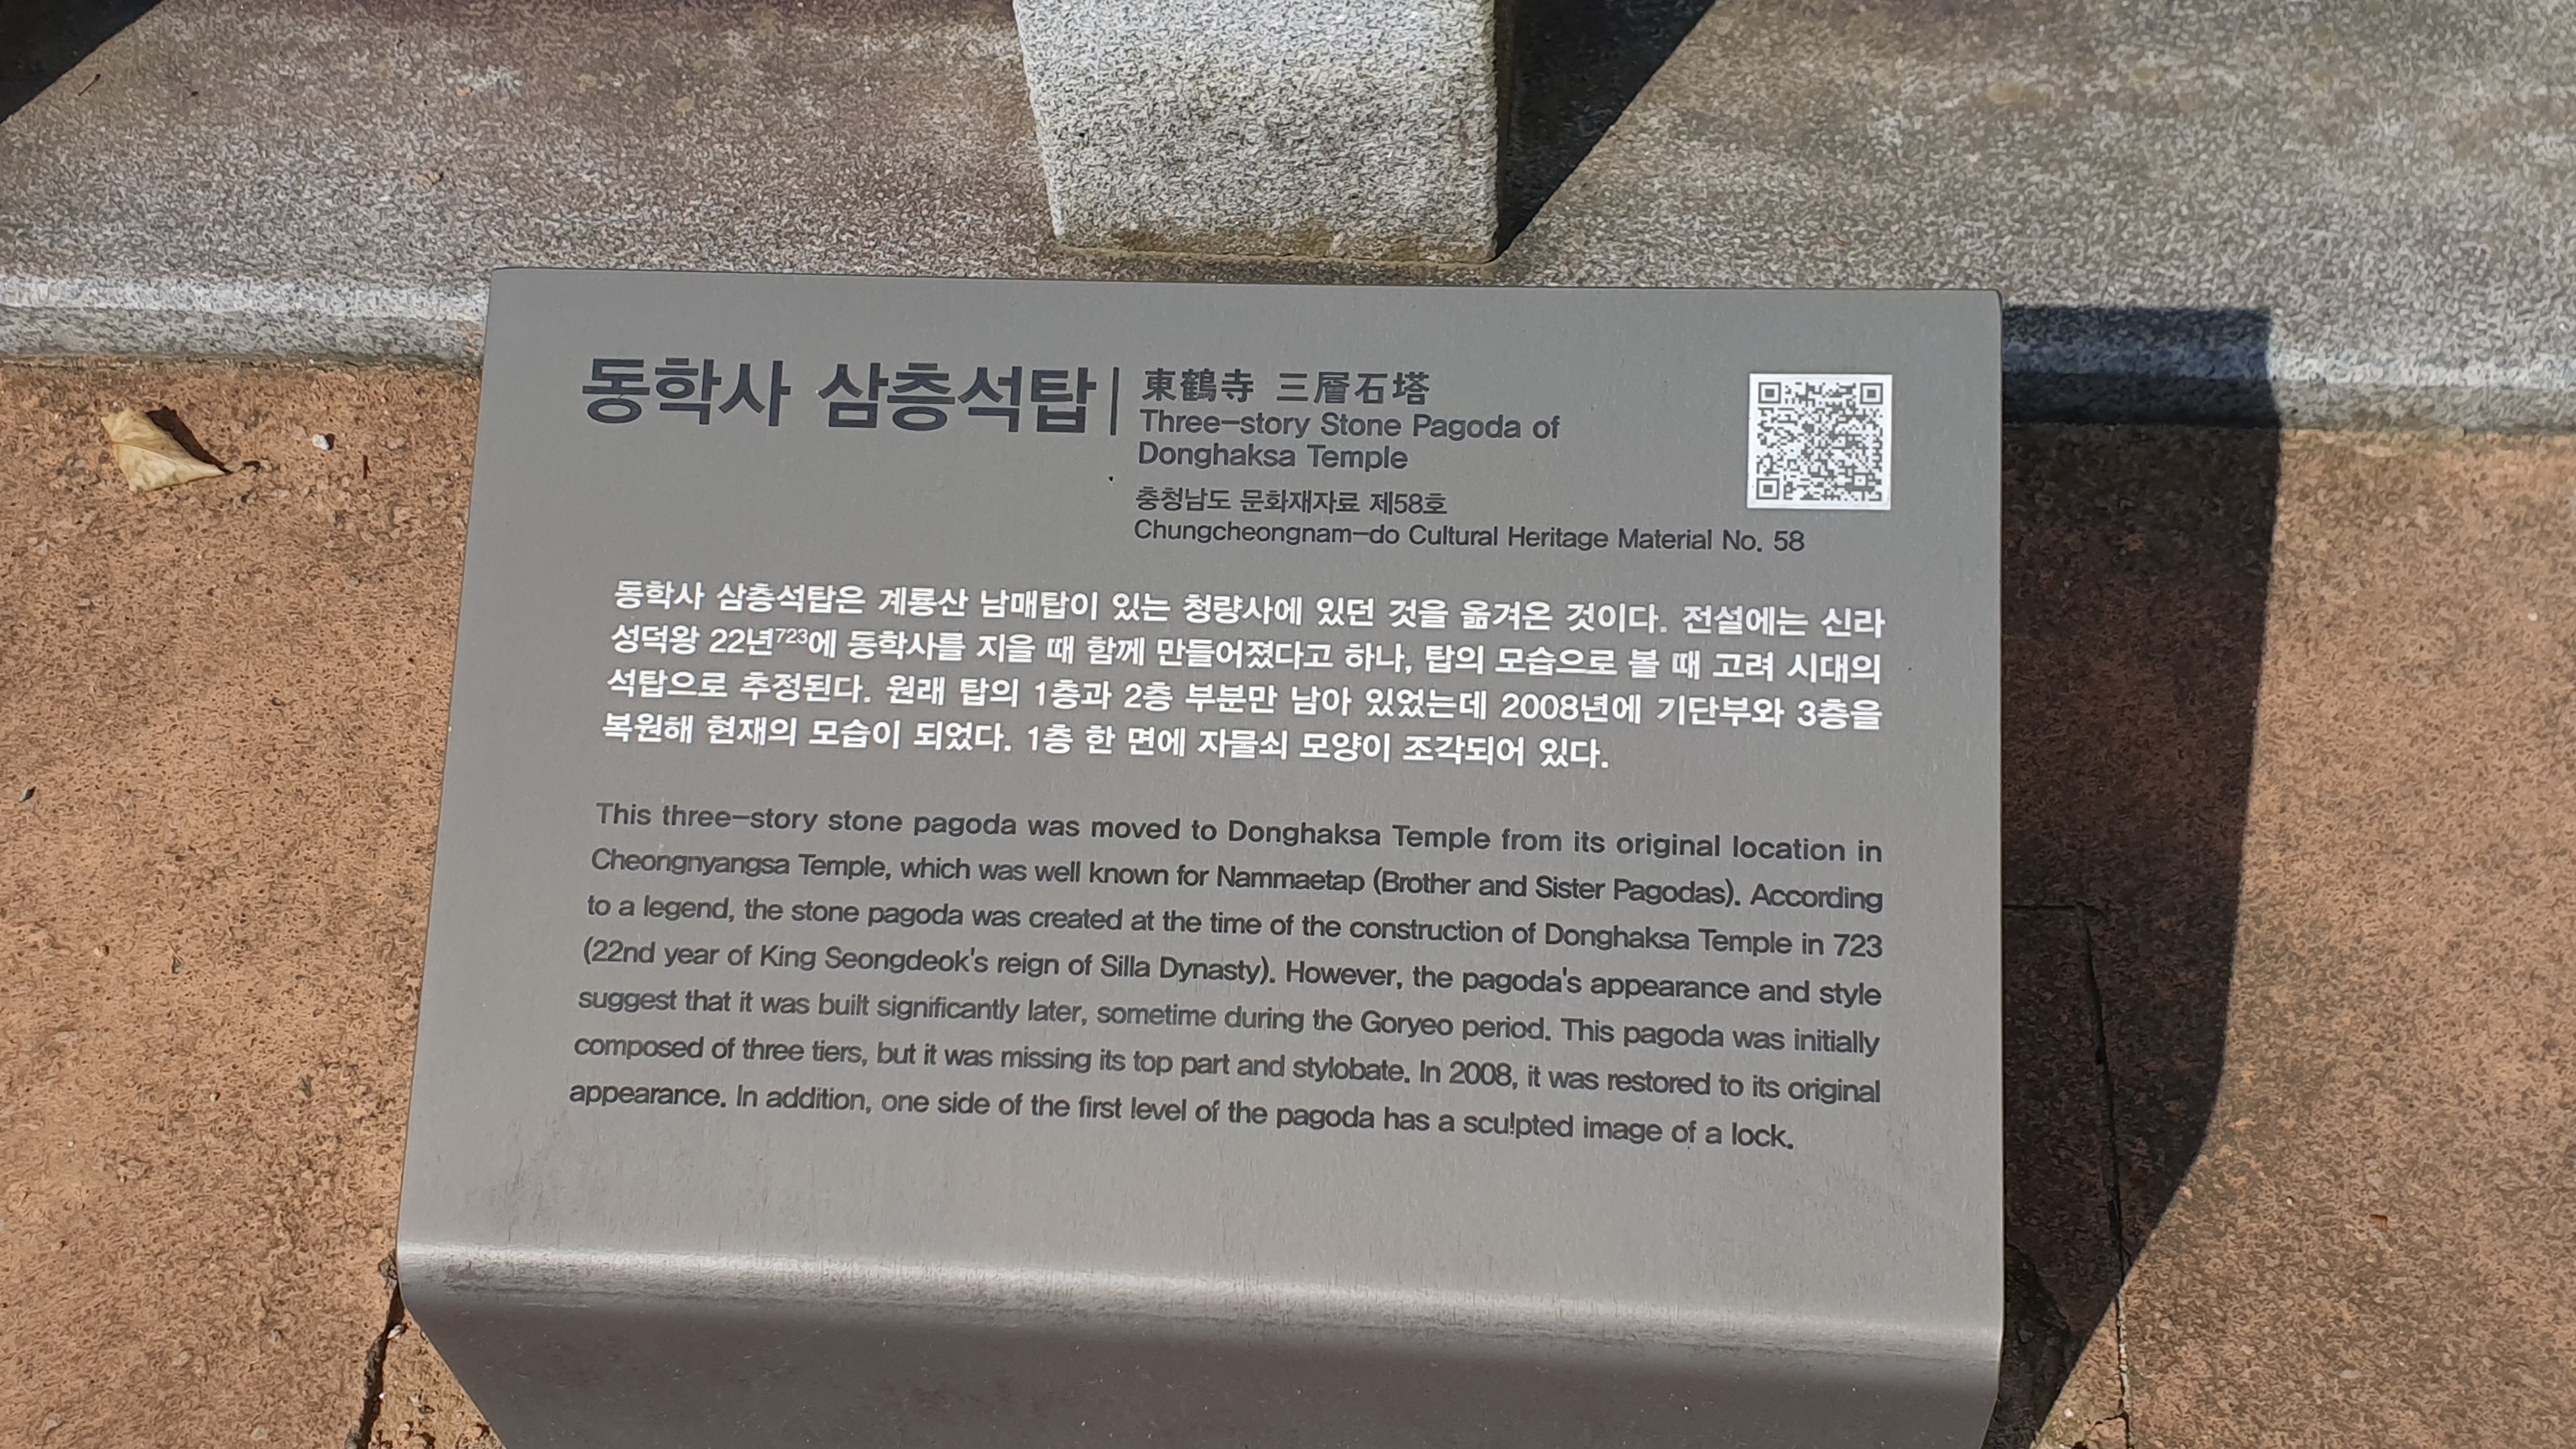 동학사 삼층석탑
東鶴寺 三層石塔
Three-story Stone Pagoda of
Donghaksa Temple
충청남도 문화재자료 제58호
Chungcheongnam-do Cultural Heritage Material No. 58
동학사 삼층석탑은 계룡산 남매탑이 있는 청량사에 있던 것을 옮겨온 것이다. 전설에는 신라
성덕왕 22년723에 동학사를 지을 때 함께 만들어졌다고 하나, 탑의 모습으로 볼 때 고려 시대의
석탑으로 추정된다. 원래 탑의 1층과 2층 부분만 남아 있었는데 2008년에 기단부와 3층을
복원해 현재의 모습이 되었다. 1층 한 면에 자물쇠 모양이 조각되어 있다.
This three-story stone pagoda was moved to Donghaksa Temple from its original location in
Cheongnyangsa Temple, which was well known for Nammaetap (Brother and Sister Pagodas). According
to a legend, the stone pagoda was created at the time of the construction of Donghaksa Temple in 723
(22nd year of King Seongdeok's reign of Silla Dynasty). However, the pagoda's appearance and style
suggest that it was built significantly later, sometime during the Goryeo period. This pagoda was initially
composed of three tiers, but it was missing its top part and stylobate. In 2008, it was restored to its original
appearance. In addition, one side of the first level of the pagoda has a sculpted image of a lock.